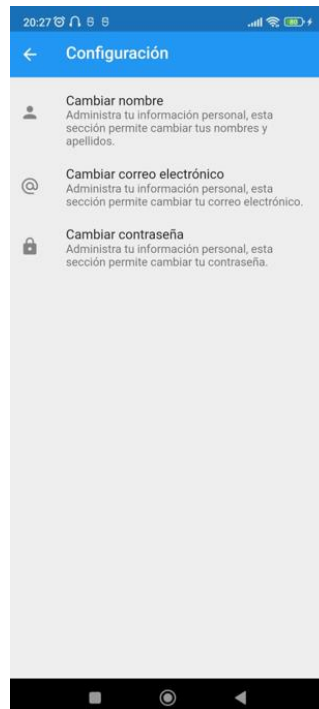 20:27
Configuración
Cambiar nombre
Administra tu información personal, esta
sección permite cambiar tus nombres y
apellidos.
Cambiar correo electrónico
Administra tu información personal, esta
sección permite cambiar tu correo electrónico.
Cambiar contraseña
Administra tu información personal, esta
sección permite cambiar tu contraseña.